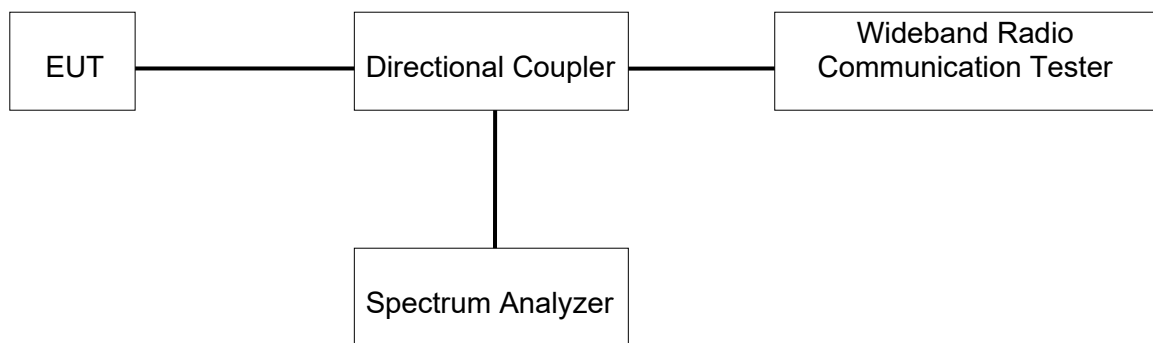 EUT
Directional Coupler
Wideband Radio
Communication Tester
Spectrum Analyzer